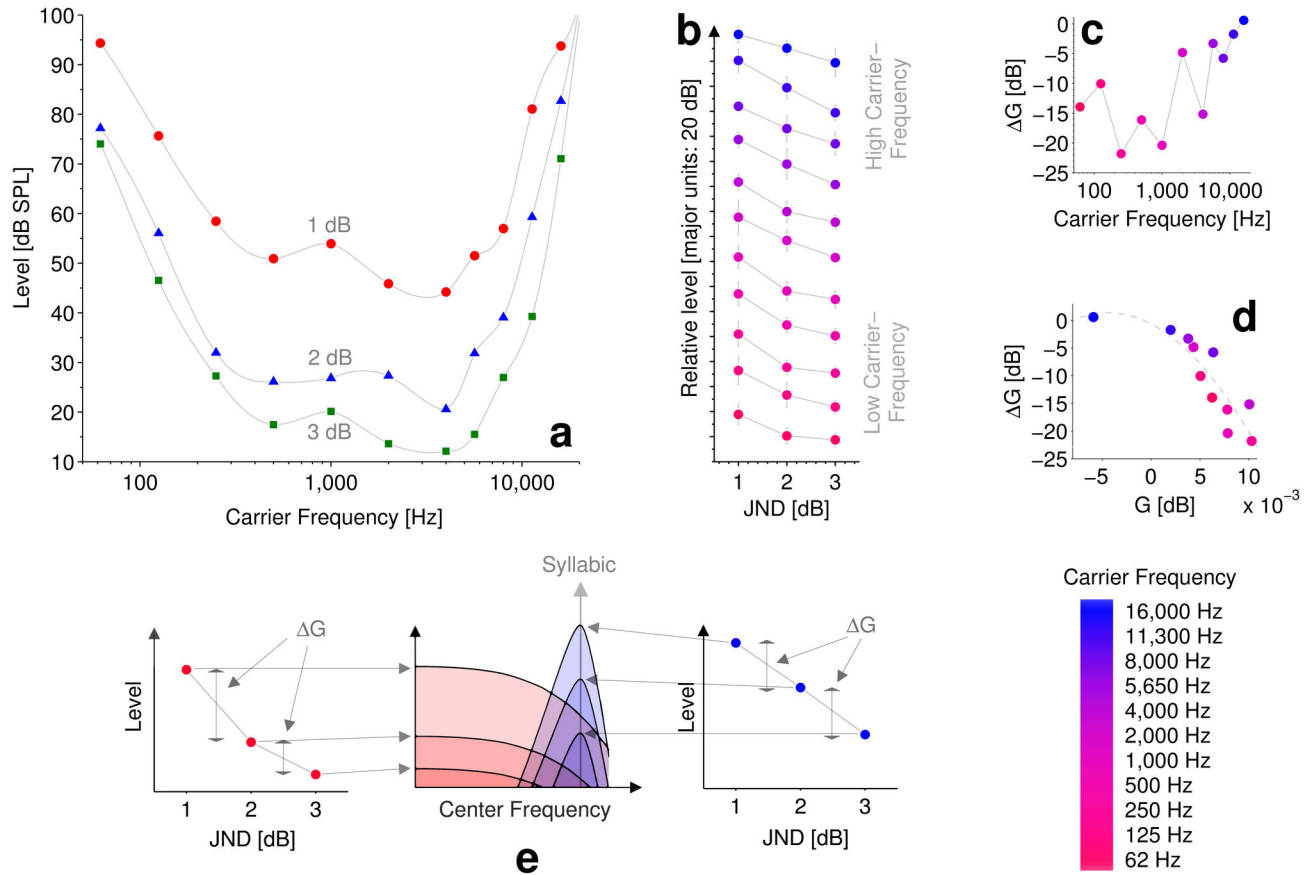 100
90
80
70
60
50
40
30
20
10
Level [dB SPL]
1 dB
2 dB
3 dB
a
100
1,000
10,000
Carrier Frequency [Hz]
b
Relative level [major units: 20 dB]
High Carrier–
Frequency
Low Carrier–
Frequency
1
2
3
JND [dB]
c
0
−5
−10
−15
−20
−25
ΔG [dB]
100
1,000
10,000
Carrier Frequency [Hz]
d
0
−5
−10
−15
−20
−25
ΔG [dB]
−5
0
5
10
G [dB]
x 10⁻³
Syllabic
ΔG
Level
1
2
3
JND [dB]
Center Frequency
ΔG
Level
1
2
3
JND [dB]
e
Carrier Frequency
16,000 Hz
11,300 Hz
8,000 Hz
5,650 Hz
4,000 Hz
2,000 Hz
1,000 Hz
500 Hz
250 Hz
125 Hz
62 Hz